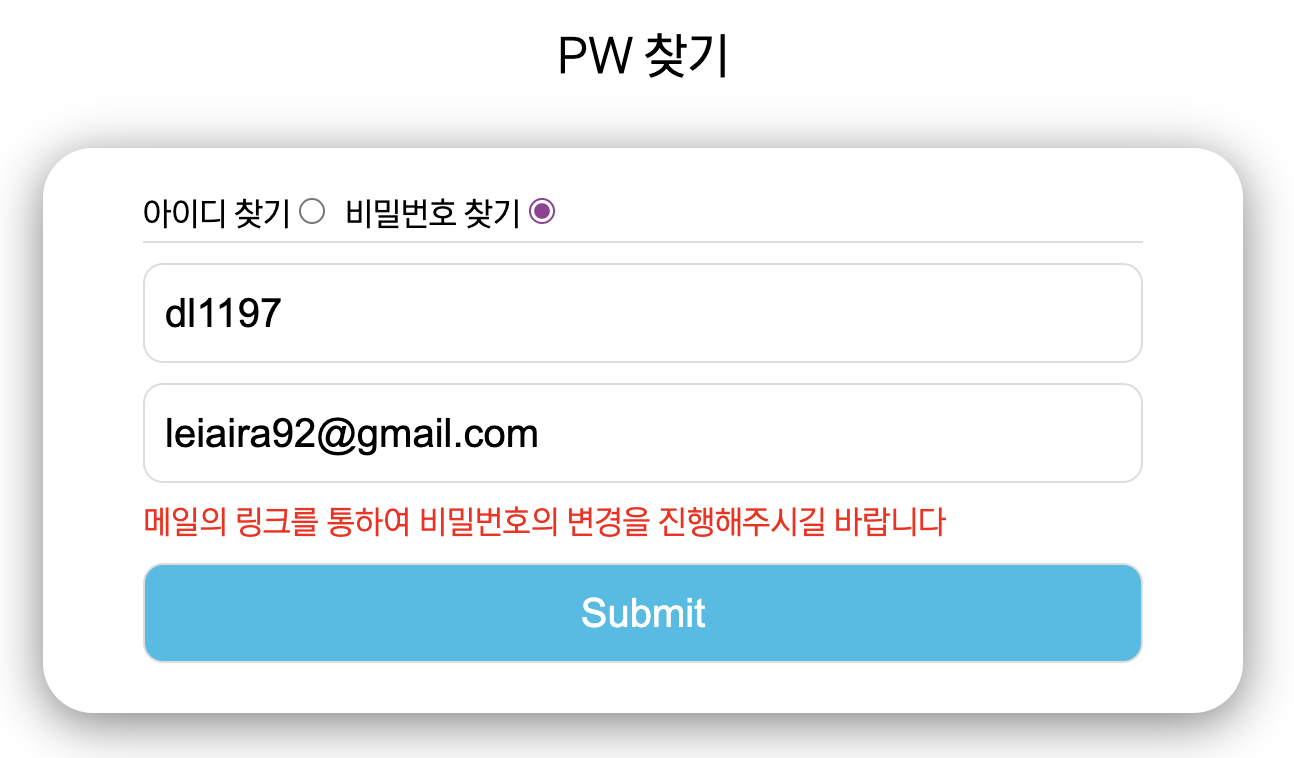 PW 찾기
아이디 찾기 비밀번호 찾기
dl1197
leiaira92@gmail.com
메일의 링크를 통하여 비밀번호의 변경을 진행해주시길 바랍니다
Submit